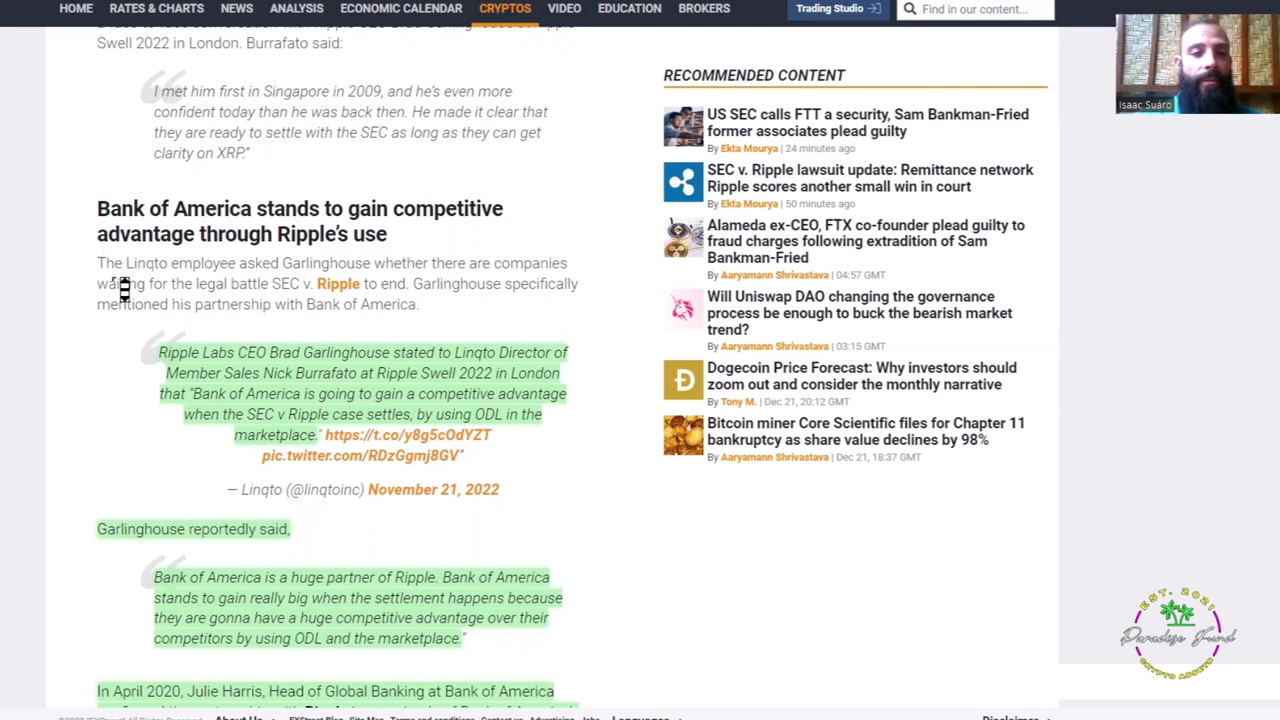 HOME RATES & CHARTS NEWS ANALYSIS ECONOMIC CALENDAR CRYPTOS VIDEO EDUCATION BROKERS
Trading Studio
Find in our content...
Swell 2022 in London. Burrafato said:
I met him first in Singapore in 2009, and he's even more
confident today than he was back then. He made it clear that
they are ready to settle with the SEC as long as they can get
clarity on XRP."
Bank of America stands to gain competitive
advantage through Ripple's use
The Linqto employee asked Garlinghouse whether there are companies
waiting for the legal battle SEC v. Ripple to end. Garlinghouse specifically
mentioned his partnership with Bank of America.
Ripple Labs CEO Brad Garlinghouse stated to Linqto Director of
Member Sales Nick Burrafato at Ripple Swell 2022 in London
that "Bank of America is going to gain a competitive advantage
when the SEC v Ripple case settles, by using ODL in the
marketplace." https://t.co/y8g5cOdYZT
pic.twitter.com/RDzGgmj8GV"
— Linqto (@linqtoinc) November 21, 2022
Garlinghouse reportedly said,
Bank of America is a huge partner of Ripple. Bank of America
stands to gain really big when the settlement happens because
they are gonna have a huge competitive advantage over their
competitors by using ODL and the marketplace."
In April 2020, Julie Harris, Head of Global Banking at Bank of America
RECOMMENDED CONTENT
US SEC calls FTT a security, Sam Bankman-Fried
former associates plead guilty
By Ekta Mourya | 24 minutes ago
SEC v. Ripple lawsuit update: Remittance network
Ripple scores another small win in court
By Ekta Mourya | 50 minutes ago
Alameda ex-CEO, FTX co-founder plead guilty to
fraud charges following extradition of Sam
Bankman-Fried
By Aaryamann Shrivastava | 04:57 GMT
Will Uniswap DAO changing the governance
process be enough to buck the bearish market
trend?
By Aaryamann Shrivastava | 03:15 GMT
Dogecoin Price Forecast: Why investors should
zoom out and consider the monthly narrative
By Tony M. | Dec 21, 20:12 GMT
Bitcoin miner Core Scientific files for Chapter 11
bankruptcy as share value declines by 98%
By Aaryamann Shrivastava | Dec 21, 18:37 GMT
Isaac Suáro
EST. 2021
Paradise Fund
CRYPTO ASSETS